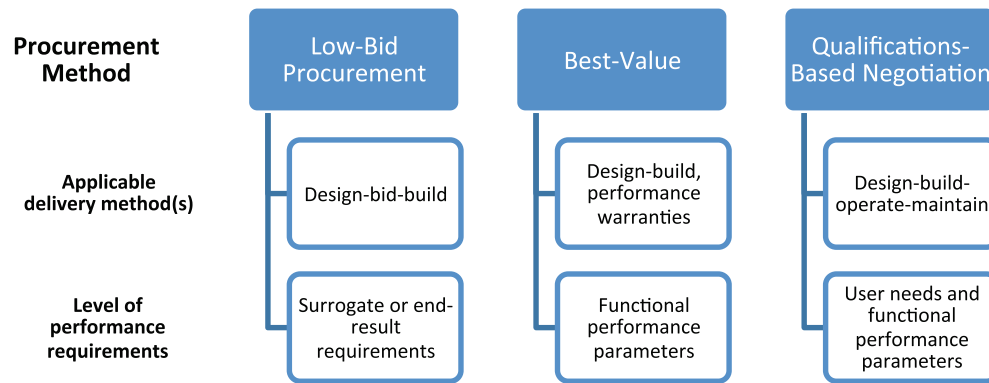 Procurement
Method
Low-Bid
Procurement
Best-Value
Qualifications-
Based Negotiation
Applicable
delivery method(s)
Design-bid-build
Design-build,
performance
warranties
Design-build-
operate-maintain
Level of
performance
requirements
Surrogate or end-
result
requirements
Functional
performance
parameters
User needs and
functional
performance
parameters